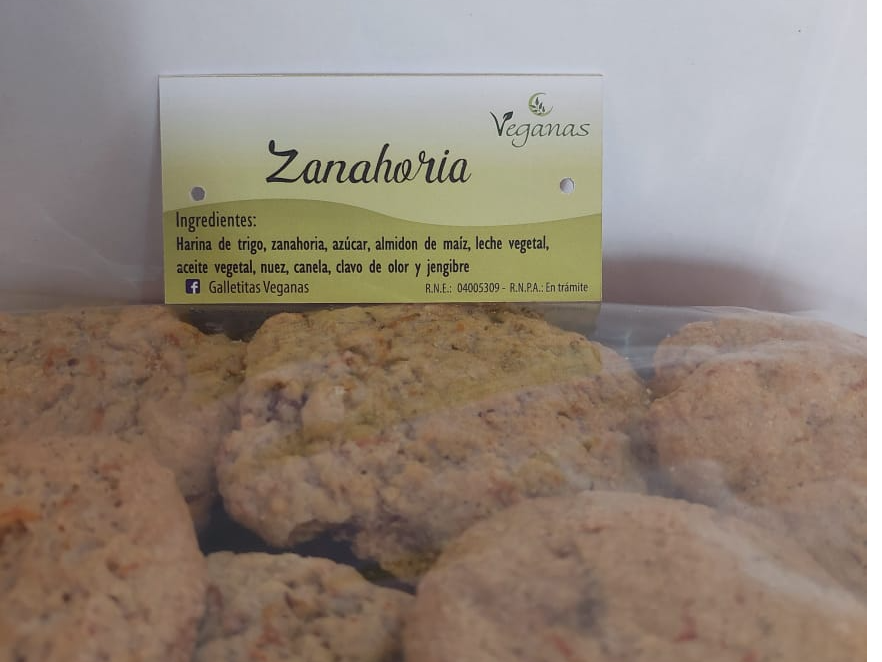 Veganas
Zanahoria
Ingredientes:
Harina de trigo, zanahoria, azúcar, almidon de maíz, leche vegetal,
aceite vegetal, nuez, canela, clavo de olor y jengibre
f Galletitas Veganas R.N.E.: 04005309 - R.N.P.A.: En trámite